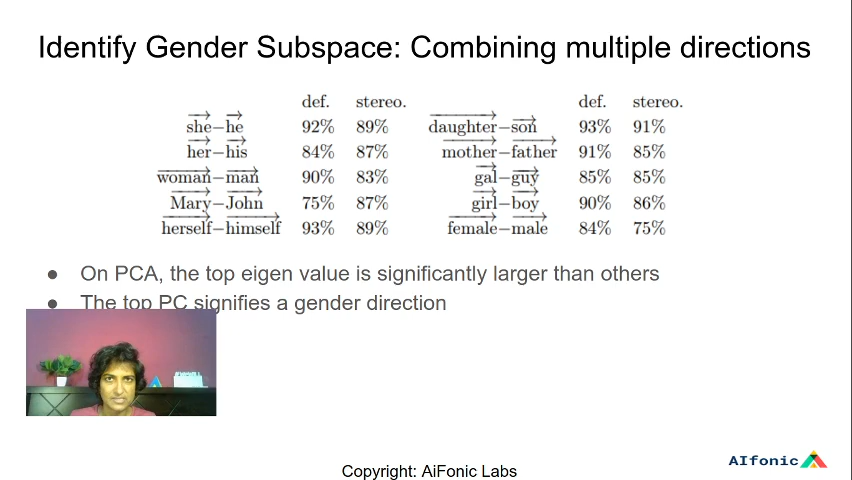 Identify Gender Subspace: Combining multiple directions
def. stereo. def. stereo.
she–he 92% 89% daughter–son 93% 91%
her–his 84% 87% mother–father 91% 85%
woman–man 90% 83% gal–guy 85% 85%
Mary–John 75% 87% girl–boy 90% 86%
herself–himself 93% 89% female–male 84% 75%
● On PCA, the top eigen value is significantly larger than others
● The top PC signifies a gender direction
AIfonic
Copyright: AiFonic Labs